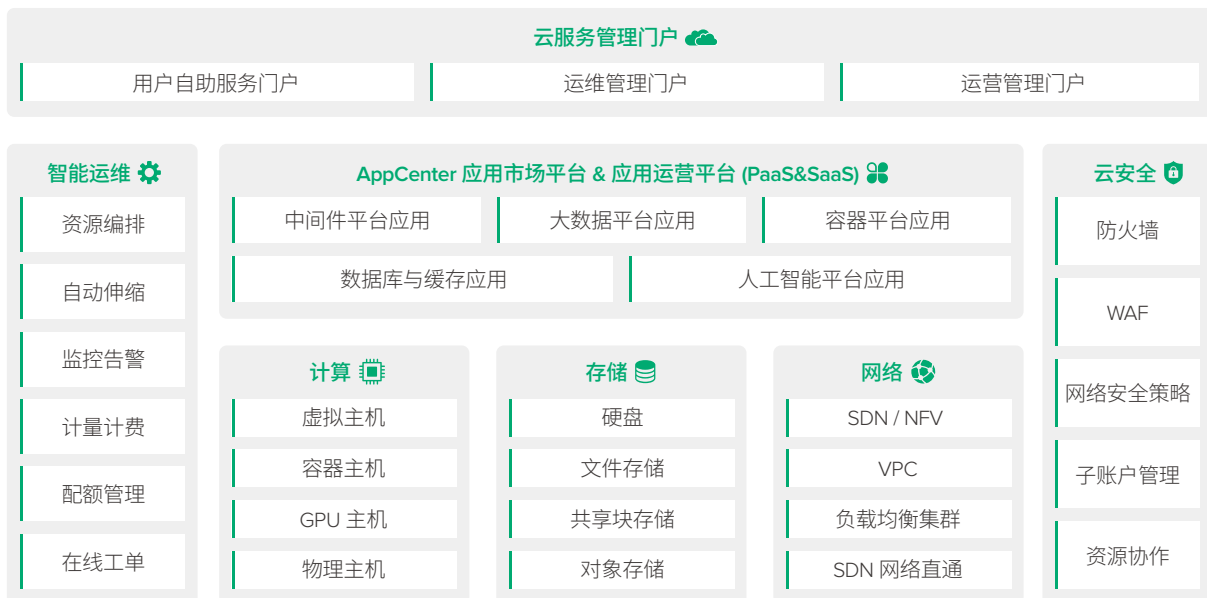 云服务管理门户
用户自助服务门户
运维管理门户
运营管理门户
智能运维
资源编排
自动伸缩
监控告警
计量计费
配额管理
在线工单
AppCenter 应用市场平台 & 应用运营平台 (PaaS&SaaS)
中间件平台应用
大数据平台应用
容器平台应用
数据库与缓存应用
人工智能平台应用
计算
虚拟主机
容器主机
GPU 主机
物理主机
存储
硬盘
文件存储
共享块存储
对象存储
网络
SDN / NFV
VPC
负载均衡集群
SDN 网络直通
云安全
防火墙
WAF
网络安全策略
子账户管理
资源协作